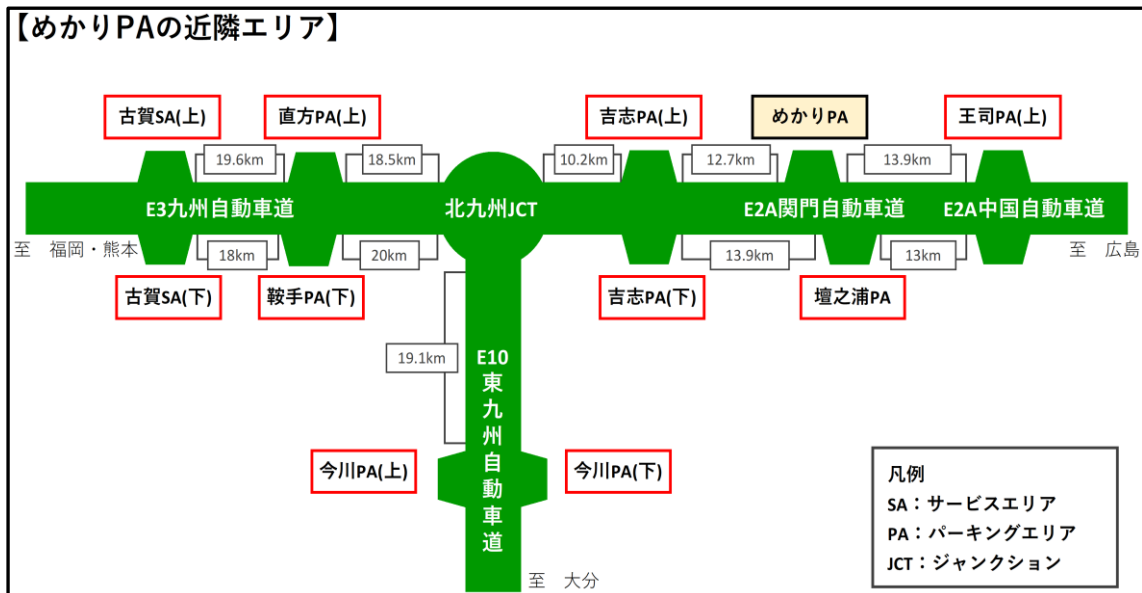 【めかりPAの近隣エリア】
古賀SA(上)
直方PA(上)
吉志PA(上)
めかりPA
王司PA(上)
19.6km
18.5km
10.2km
12.7km
13.9km
E3九州自動車道
北九州JCT
E2A関門自動車道
E2A中国自動車道
至 福岡・熊本
18km
20km
13.9km
13km
至 広島
古賀SA(下)
鞍手PA(下)
吉志PA(下)
壇之浦PA
19.1km
E10東九州自動車道
今川PA(上)
今川PA(下)
至 大分
凡例
SA：サービスエリア
PA：パーキングエリア
JCT：ジャンクション